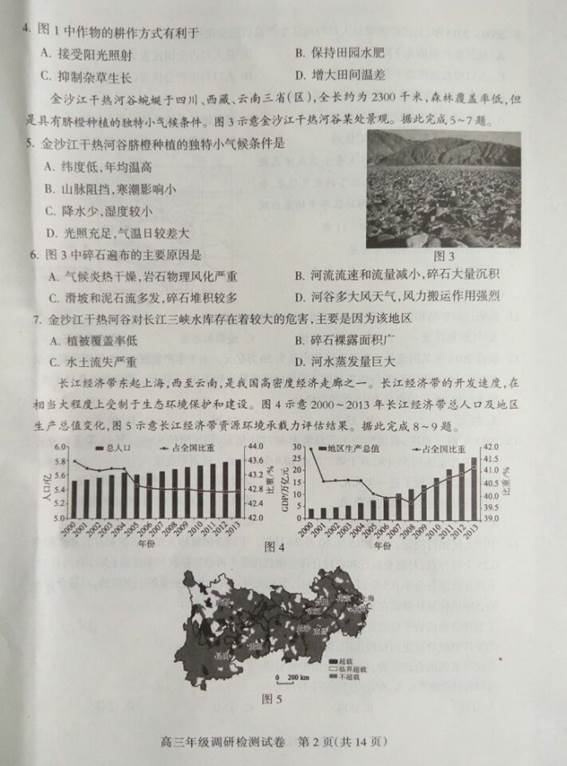 4. 图 1 中作物的耕作方式有利于
A. 接受阳光照射 B. 保持田园水肥
C. 抑制杂草生长 D. 增大田间温差
金沙江干热河谷蜿蜒于四川、西藏、云南三省(区),全长约为 2300 千米,森林覆盖率低,但
是具有脐橙种植的独特小气候条件。图 3 示意金沙江干热河谷某处景观。据此完成 5～7 题。
5. 金沙江干热河谷脐橙种植的独特小气候条件是
A. 纬度低,年均温高
B. 山脉阻挡,寒潮影响小
C. 降水少,湿度较小
D. 光照充足,气温日较差大
图 3
6. 图 3 中碎石遍布的主要原因是
A. 气候炎热干燥,岩石物理风化严重 B. 河流流速和流量减小,碎石大量沉积
C. 滑坡和泥石流多发,碎石堆积较多 D. 河谷多大风天气,风力搬运作用强烈
7. 金沙江干热河谷对长江三峡水库存在着较大的危害,主要是因为该地区
A. 植被覆盖率低 B. 碎石裸露面积广
C. 水土流失严重 D. 河水蒸发量巨大
长江经济带东起上海,西至云南,是我国高密度经济走廊之一。长江经济带的开发速度,在
相当大程度上受制于生态环境保护和建设。图 4 示意 2000～2013 年长江经济带总人口及地区
生产总值变化,图 5 示意长江经济带资源环境承载力评估结果。据此完成 8～9 题。
总人口 占全国比重
人口/亿
6.0
5.8
5.6
5.4
5.2
5.0
44.0
43.6
43.2
42.8
42.4
42.0
比重/%
2000 2001 2002 2003 2004 2005 2006 2007 2008 2009 2010 2011 2012 2013
年份
地区生产总值 占全国比重
GDP/万亿元
30
25
20
15
10
5
0
42.0
41.5
41.0
40.5
40.0
39.5
39.0
比重/%
2000 2001 2002 2003 2004 2005 2006 2007 2008 2009 2010 2011 2012 2013
年份
图 4
上海
超载
临界超载
不超载
0 200 km
图 5
高三年级调研检测试卷 第 2 页(共 14 页)